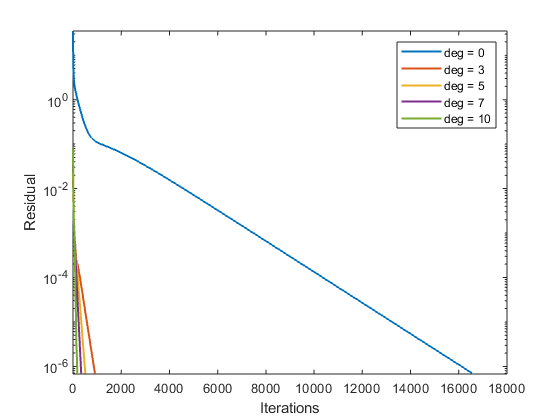 deg = 0
deg = 3
deg = 5
deg = 7
deg = 10
10^0
10^-2
10^-4
10^-6
Residual
0 2000 4000 6000 8000 10000 12000 14000 16000 18000
Iterations